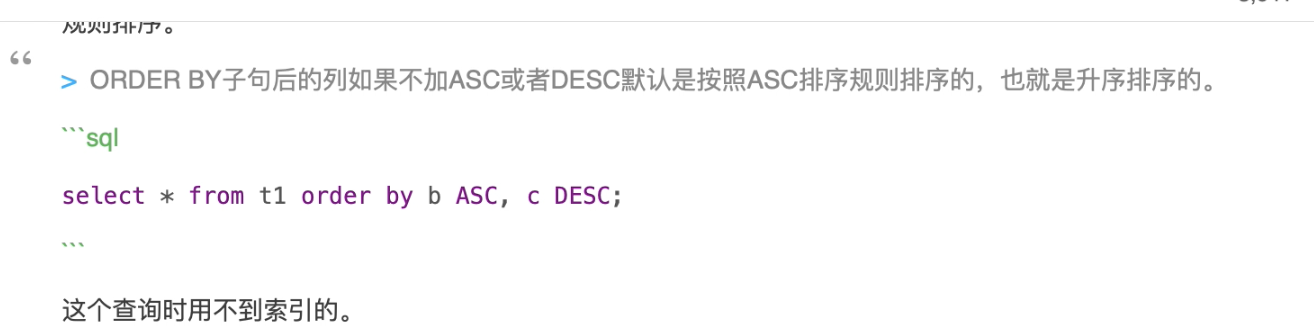 规则排序。
> ORDER BY子句后的列如果不加ASC或者DESC默认是按照ASC排序规则排序的，也就是升序排序的。
```sql
select * from t1 order by b ASC, c DESC;
```
这个查询时用不到索引的。